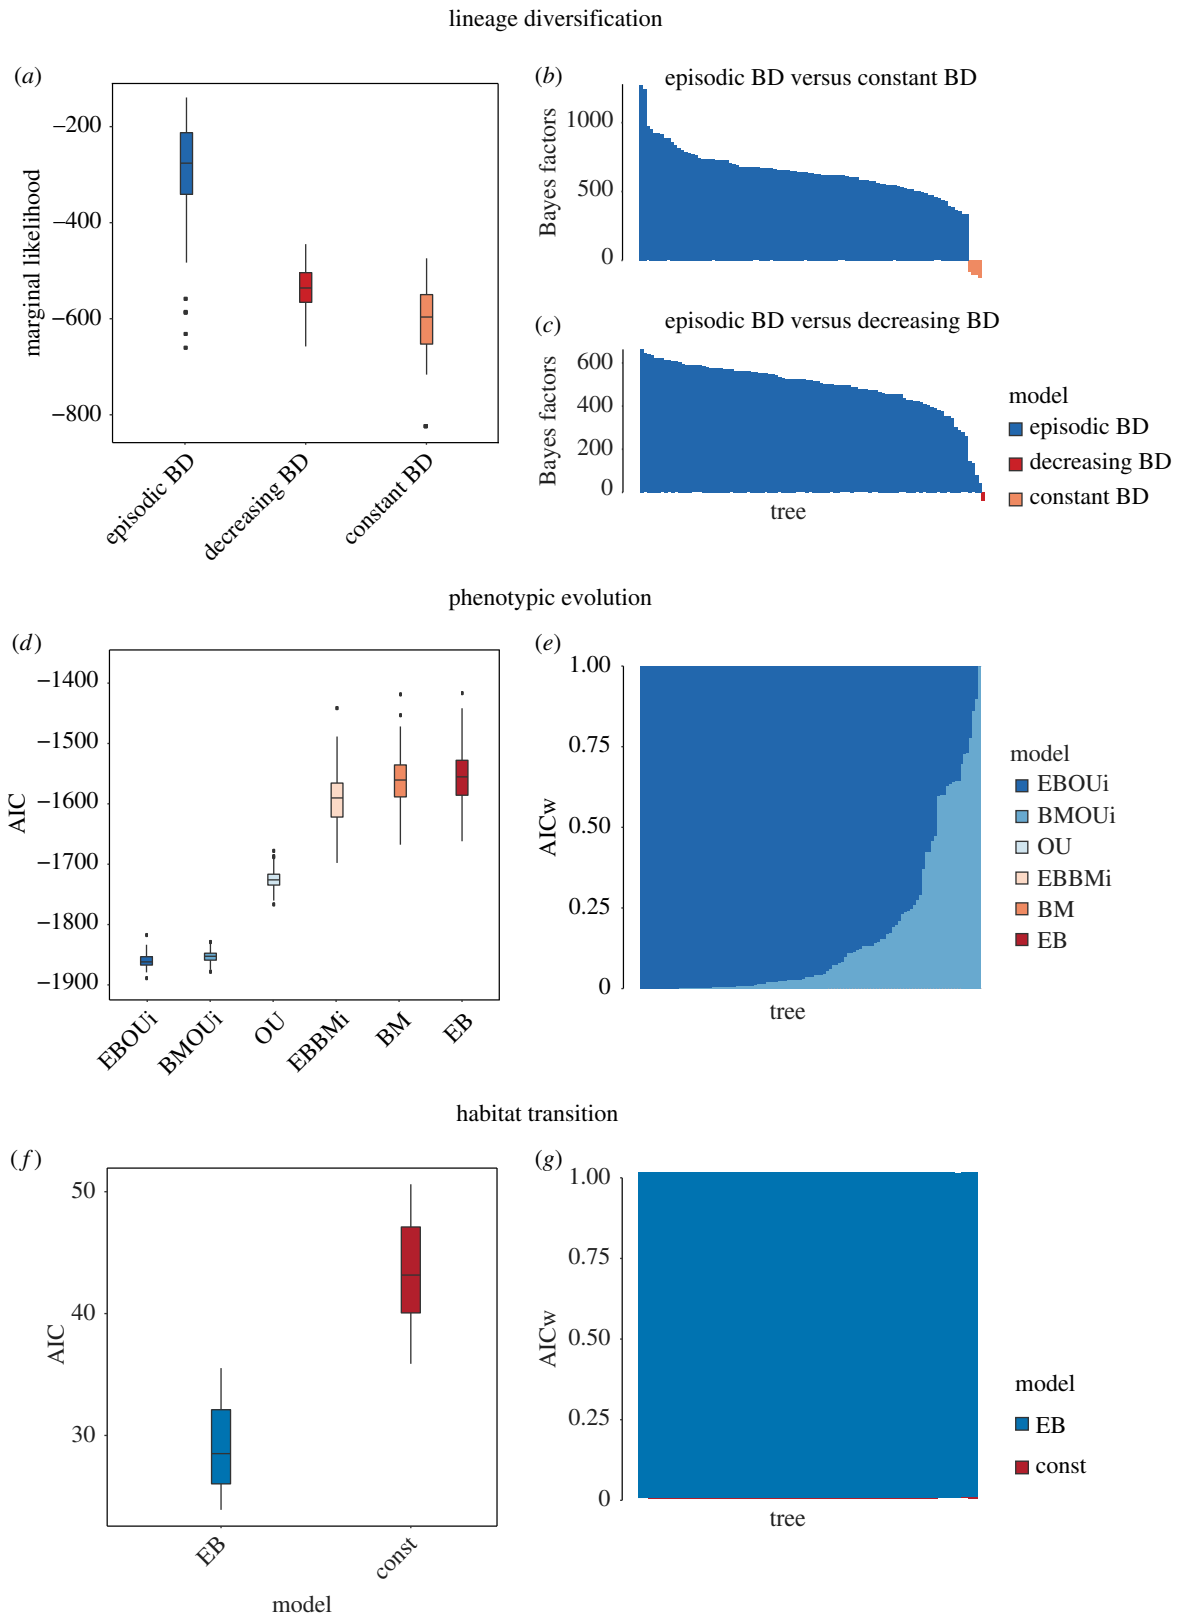 lineage diversification
(a)
marginal likelihood
−200
−400
−600
−800
episodic BD
decreasing BD
constant BD
(b)
episodic BD versus constant BD
Bayes factors
1000
500
0
(c)
episodic BD versus decreasing BD
Bayes factors
600
400
200
0
tree
model
episodic BD
decreasing BD
constant BD
phenotypic evolution
(d)
AIC
−1400
−1500
−1600
−1700
−1800
−1900
EBOUi
BMOUi
OU
EBBMi
BM
EB
(e)
AICw
1.00
0.75
0.50
0.25
0
tree
model
EBOUi
BMOUi
OU
EBBMi
BM
EB
habitat transition
(f)
AIC
50
40
30
EB
const
model
(g)
AICw
1.00
0.75
0.50
0.25
0
tree
model
EB
const